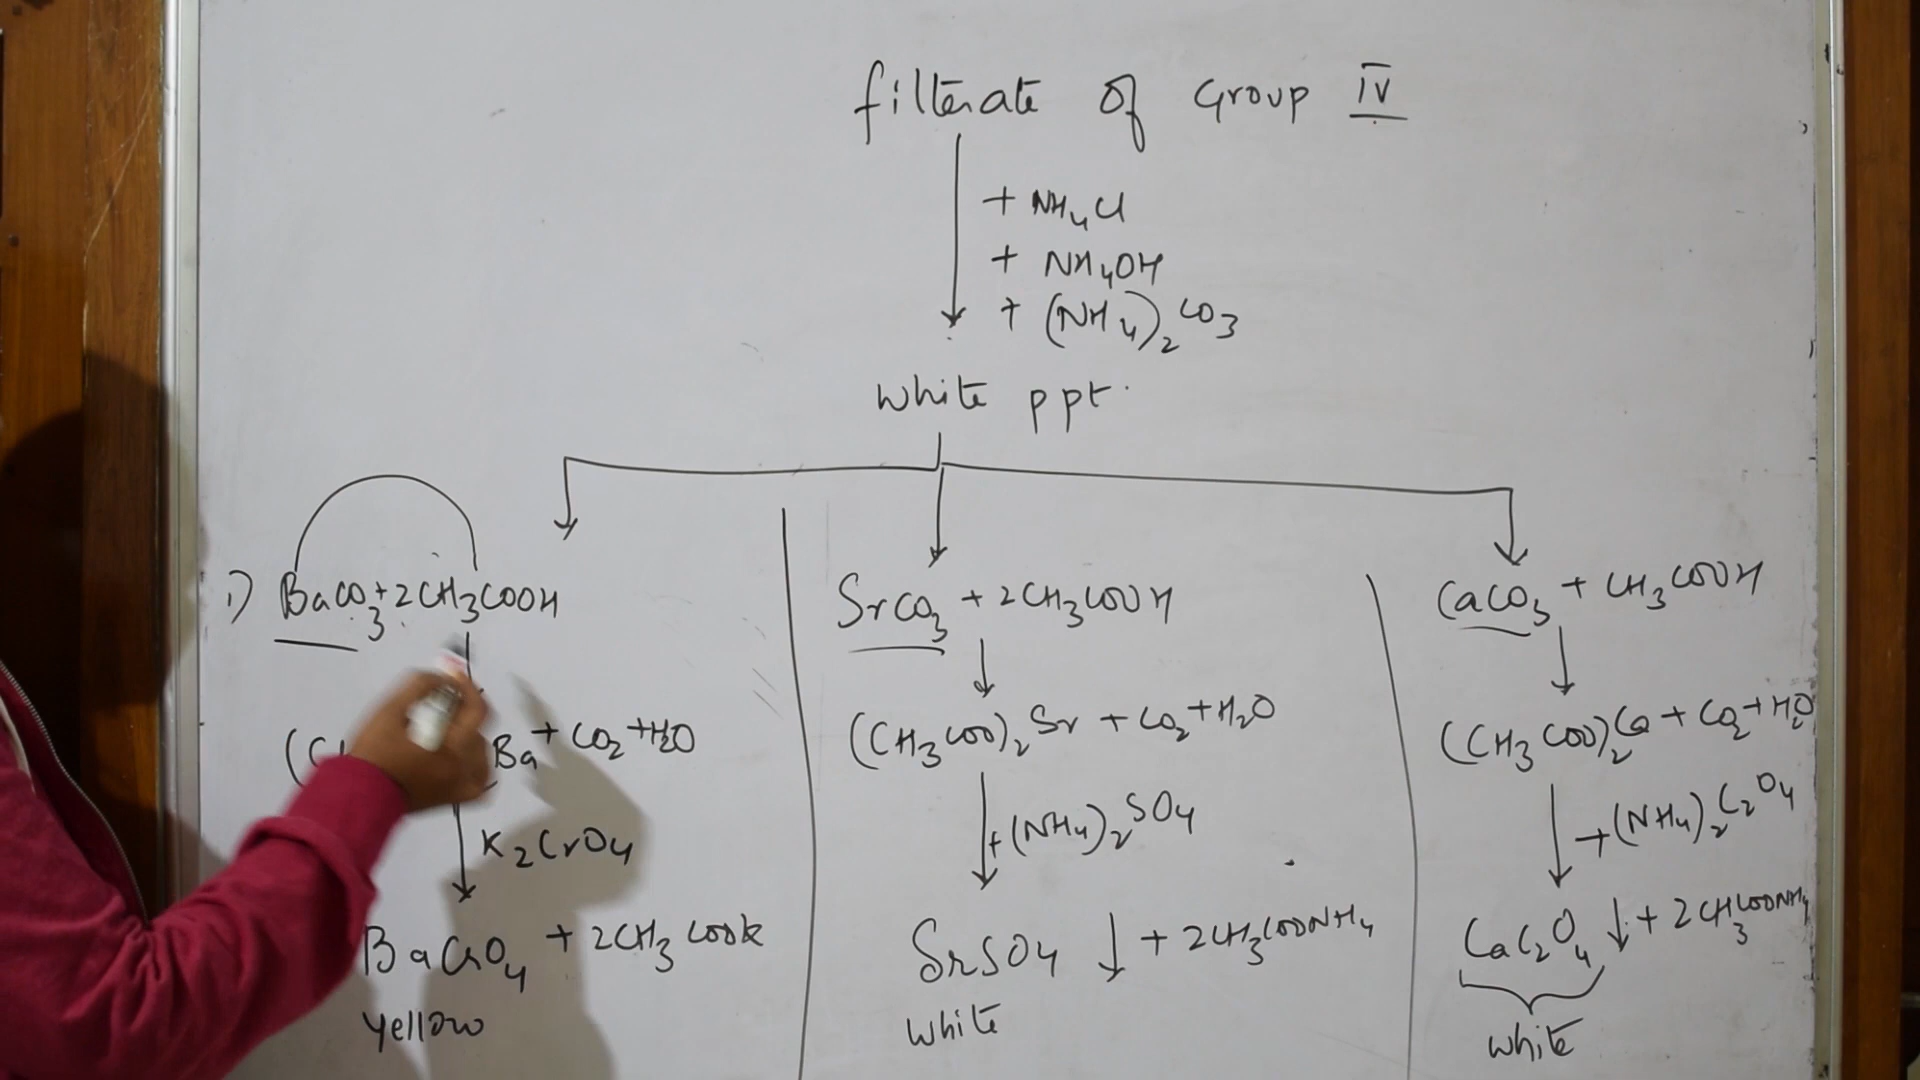 filterate of Group IV
+ NH4Cl
+ NH4OH
+ (NH4)2CO3
White ppt.
i) BaCO3 + 2CH3COOH
Ba + CO2 + H2O
K2CrO4
BaCrO4 + 2CH3COOK
yellow
SrCO3 + 2CH3COOH
(CH3COO)2Sr + CO2 + H2O
+ (NH4)2SO4
SrSO4 ↓ + 2CH3COONH4
White
CaCO3 + CH3COOH
(CH3COO)2Ca + CO2 + H2O
+ (NH4)2C2O4
CaC2O4 ↓ + 2CH3COONH4
white